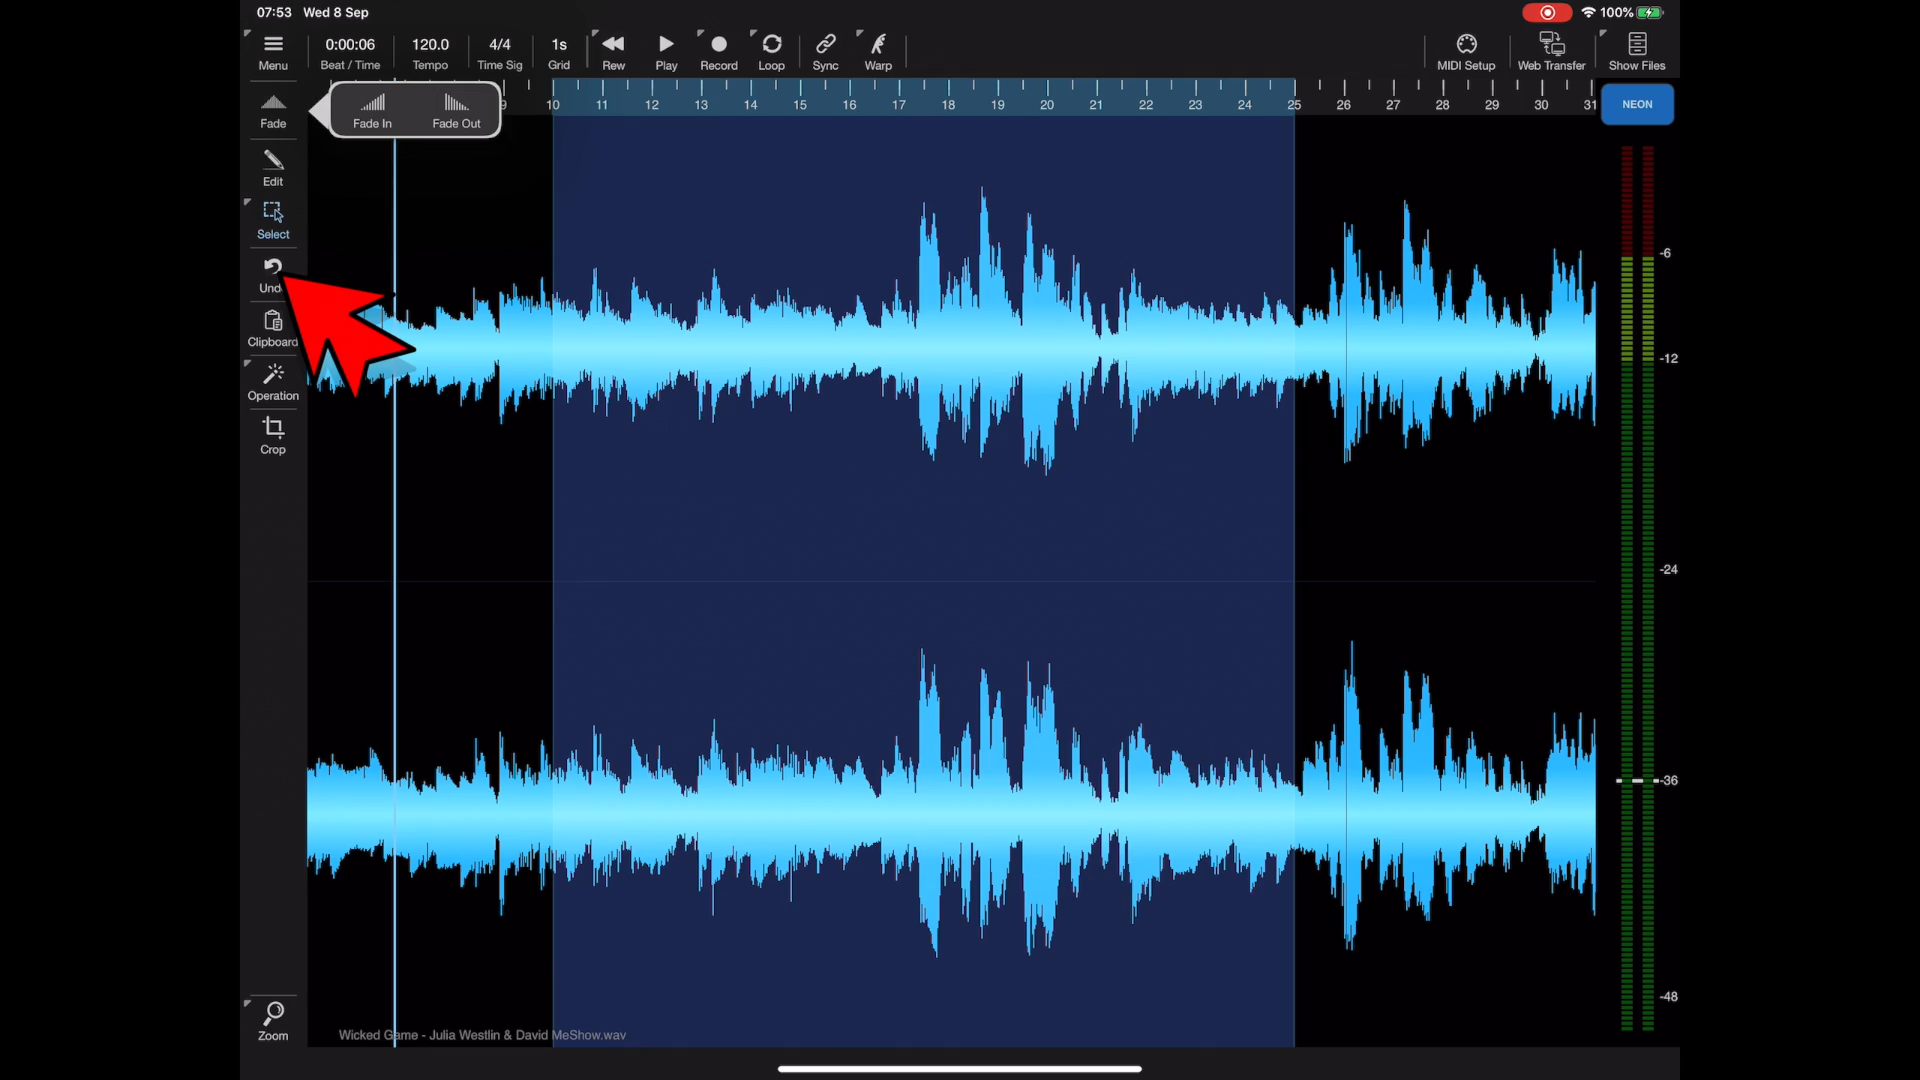 07:53 Wed 8 Sep
100%
Menu
0:00:06
Beat / Time
120.0
Tempo
4/4
Time Sig
1s
Grid
Rew
Play
Record
Loop
Sync
Warp
MIDI Setup
Web Transfer
Show Files
Fade
Fade In
Fade Out
9 10 11 12 13 14 15 16 17 18 19 20 21 22 23 24 25 26 27 28 29 30 31
NEON
Edit
Select
Und
Clipboard
Operation
Crop
-6
-12
-24
-36
-48
Zoom
Wicked Game - Julia Westlin & David MeShow.wav